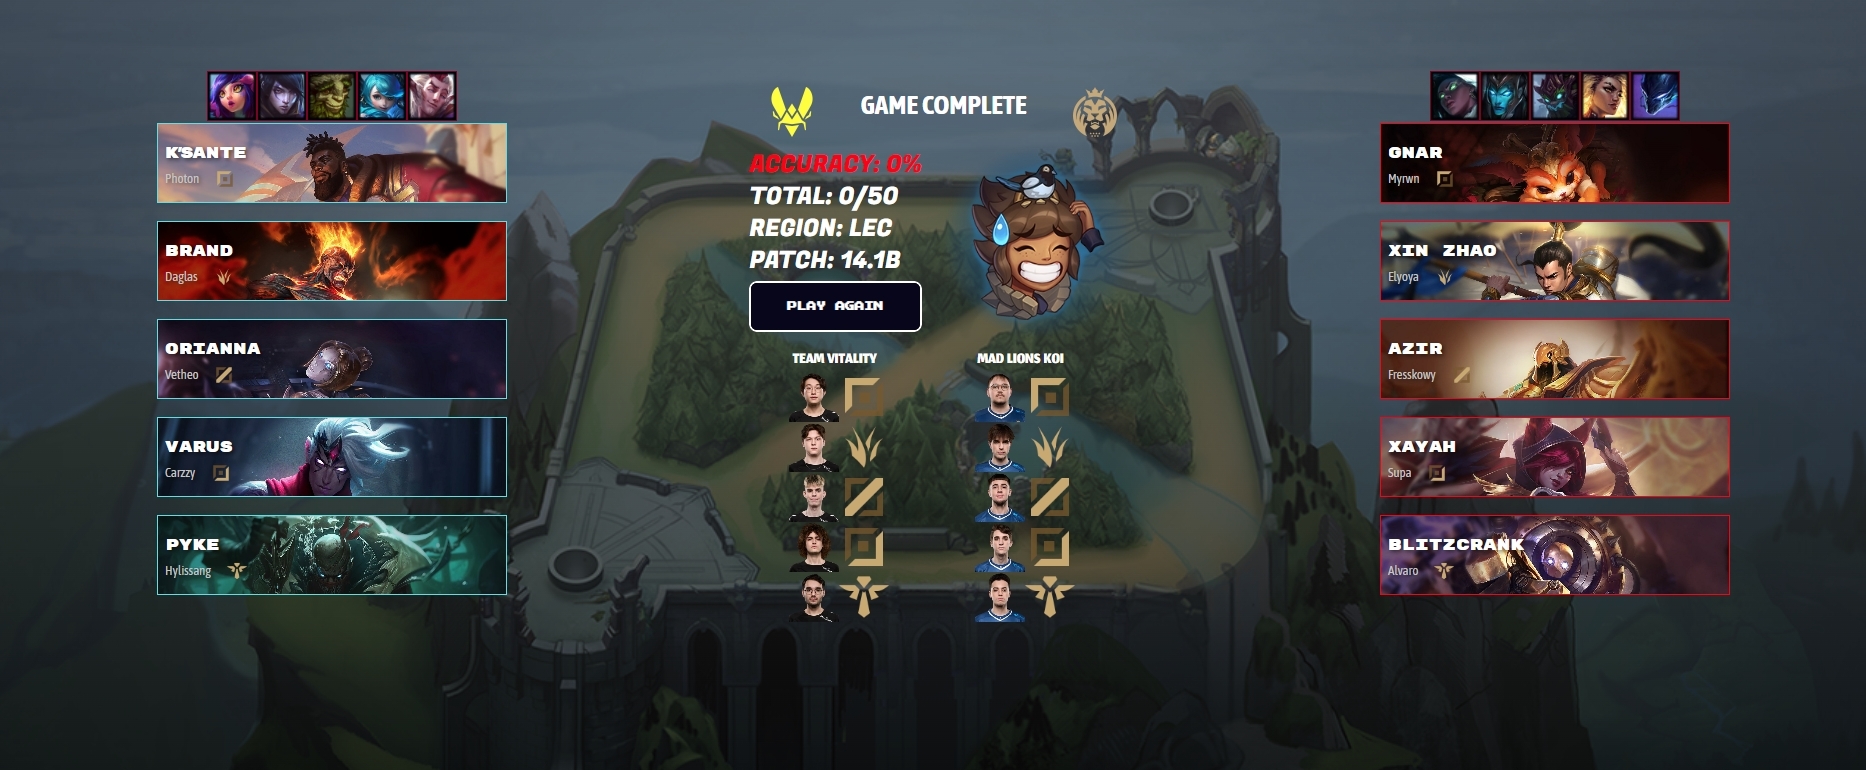 GAME COMPLETE
K'SANTE
Photon
BRAND
Daglas
ORIANNA
Vetheo
VARUS
Carzzy
PYKE
Hylissang
ACCURACY: 0%
TOTAL: 0/50
REGION: LEC
PATCH: 14.1B
PLAY AGAIN
TEAM VITALITY
MAD LIONS KOI
GNAR
Myrwn
XIN ZHAO
Elyoya
AZIR
Fresskowy
XAYAH
Supa
BLITZCRANK
Alvaro